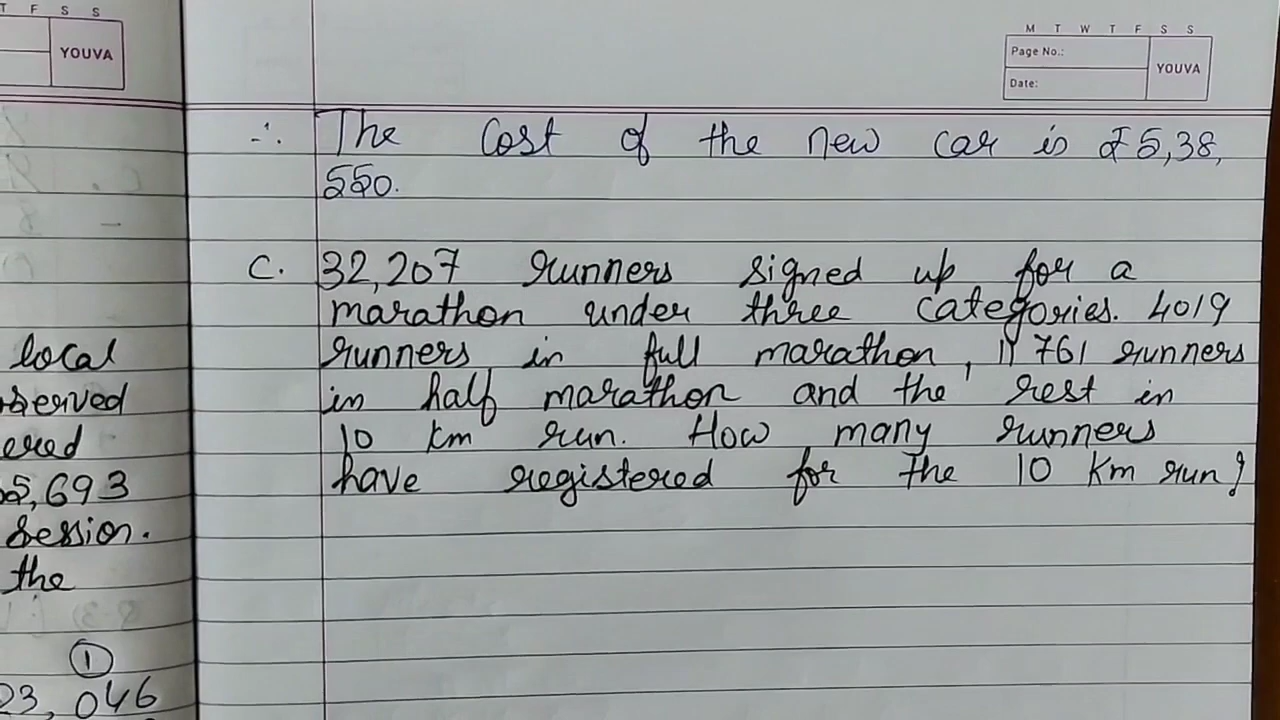 T F S S
YOUVA
M T W T F S S
Page No.:
YOUVA
Date:
∴ The cost of the new car is ₹5,38,
550.
C. 32,207 runners signed up for a
marathon under three categories. 4019
runners in full marathon, 11761 runners
in half marathon and the rest in
10 km run. How many runners
have registered for the 10 km run?
local
ered
5,693
session.
the
①
23,046